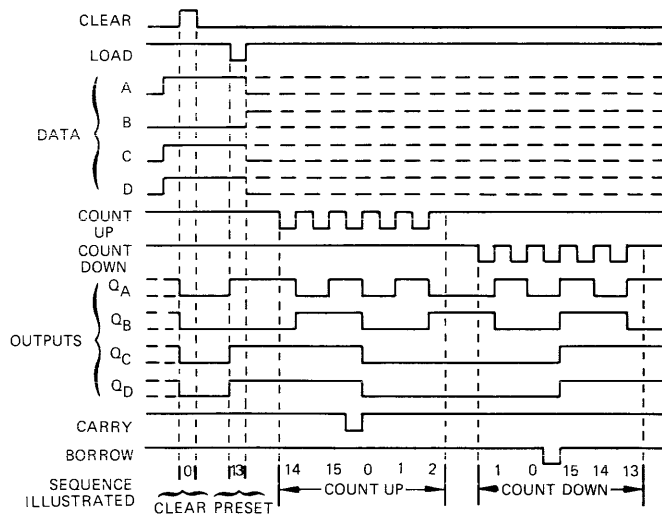 CLEAR
LOAD
A
B
DATA
C
D
COUNT
UP
COUNT
DOWN
QA
QB
OUTPUTS
QC
QD
CARRY
BORROW
0 13 14 15 0 1 2 1 0 15 14 13
SEQUENCE
ILLUSTRATED
CLEAR PRESET COUNT UP COUNT DOWN